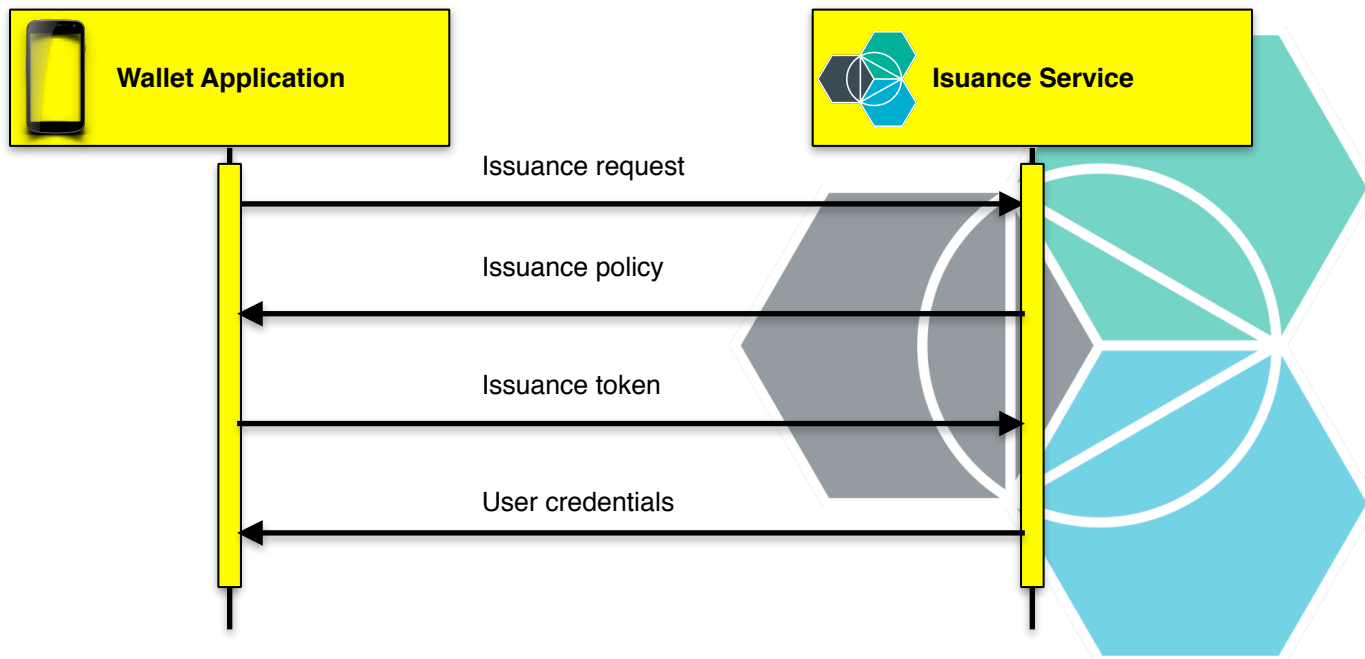 Wallet Application
Isuance Service
Issuance request
Issuance policy
Issuance token
User credentials